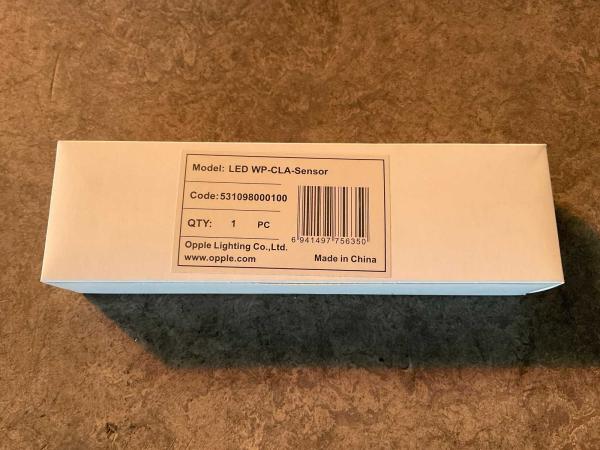 Model: LED WP-CLA-Sensor
Code: 531098000100
QTY: 1 PC
6 941497 756350
Opple Lighting Co.,Ltd.
www.opple.com Made in China